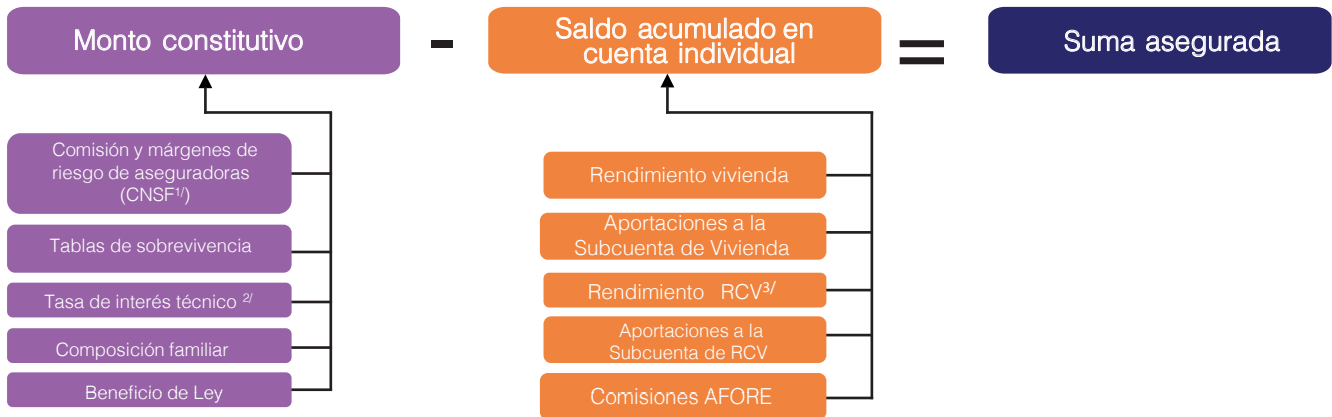 Monto constitutivo
-
Saldo acumulado en
cuenta individual
=
Suma asegurada
Comisión y márgenes de
riesgo de aseguradoras
(CNSF1/)
Tablas de sobrevivencia
Tasa de interés técnico 2/
Composición familiar
Beneficio de Ley
Rendimiento vivienda
Aportaciones a la
Subcuenta de Vivienda
Rendimiento RCV3/
Aportaciones a la
Subcuenta de RCV
Comisiones AFORE